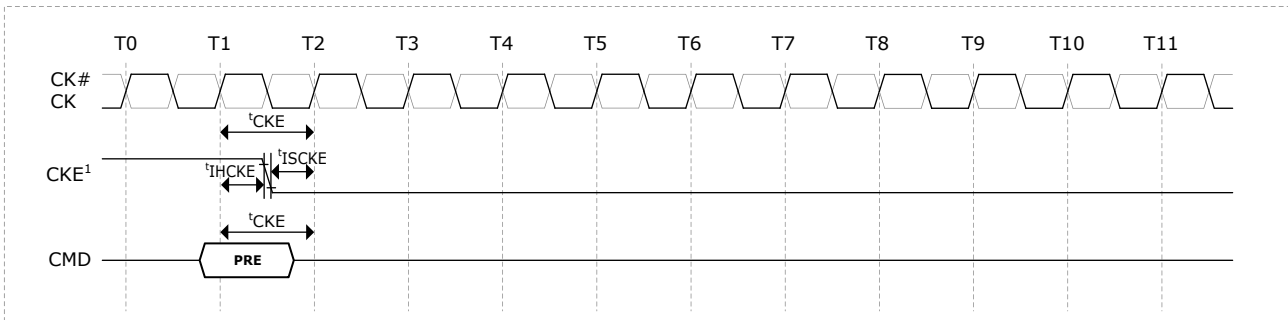 T0 T1 T2 T3 T4 T5 T6 T7 T8 T9 T10 T11
CK#
CK
tCKE
tISCKE
CKE1
tIHCKE
tCKE
CMD
PRE